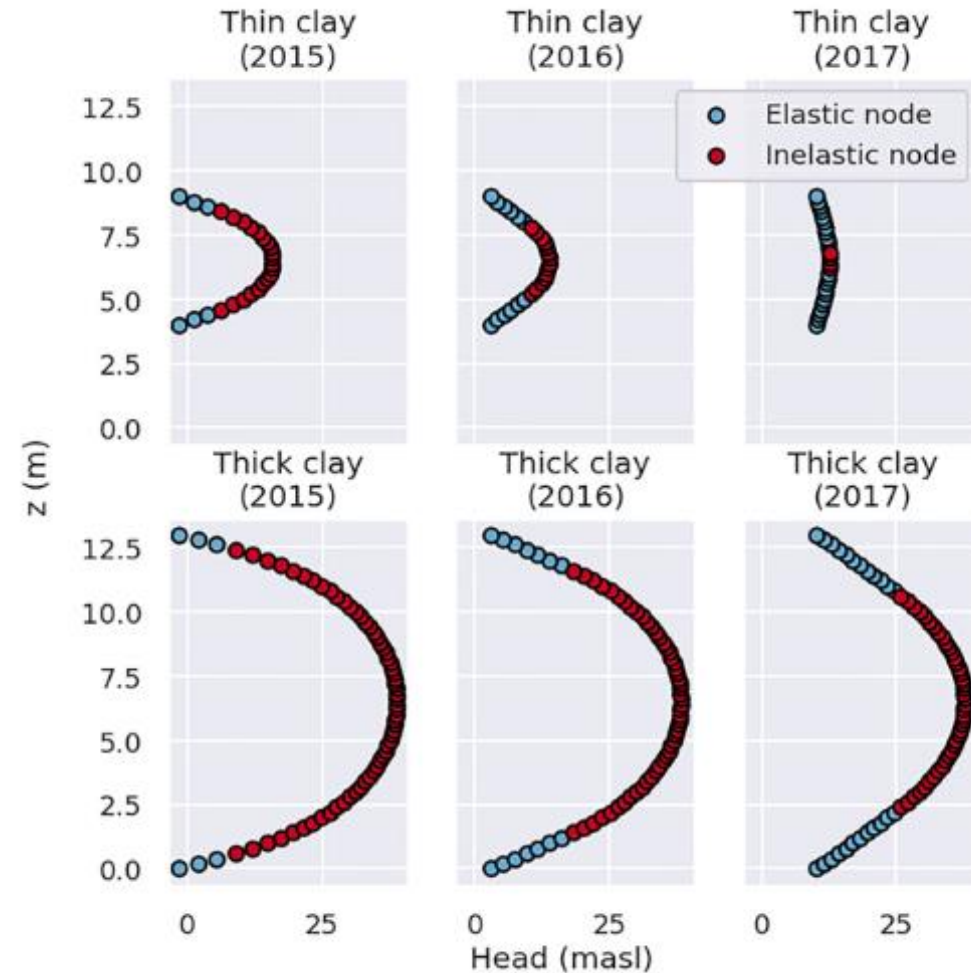 Thin clay
(2015)
Thin clay
(2016)
Thin clay
(2017)
12.5
10.0
7.5
5.0
2.5
0.0
Elastic node
Inelastic node
z (m)
Thick clay
(2015)
Thick clay
(2016)
Thick clay
(2017)
12.5
10.0
7.5
5.0
2.5
0.0
0 25
0 25
0 25
Head (masl)